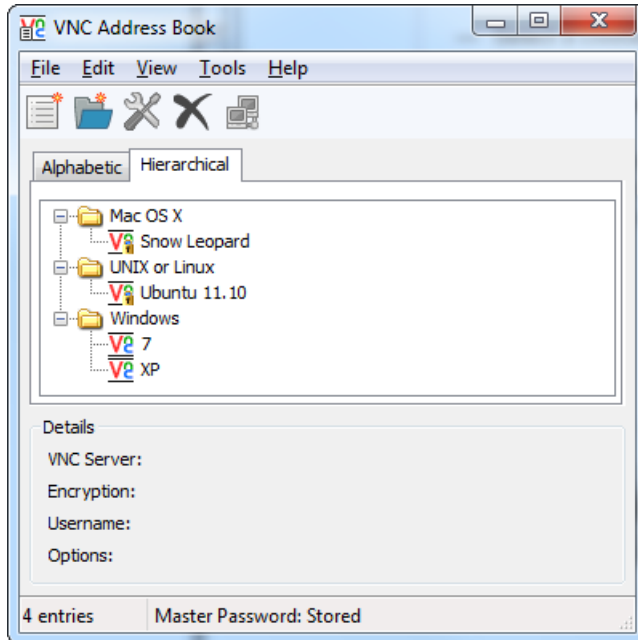 VNC Address Book
File Edit View Tools Help
Alphabetic Hierarchical
Mac OS X
Snow Leopard
UNIX or Linux
Ubuntu 11.10
Windows
7
XP
Details
VNC Server:
Encryption:
Username:
Options:
4 entries Master Password: Stored